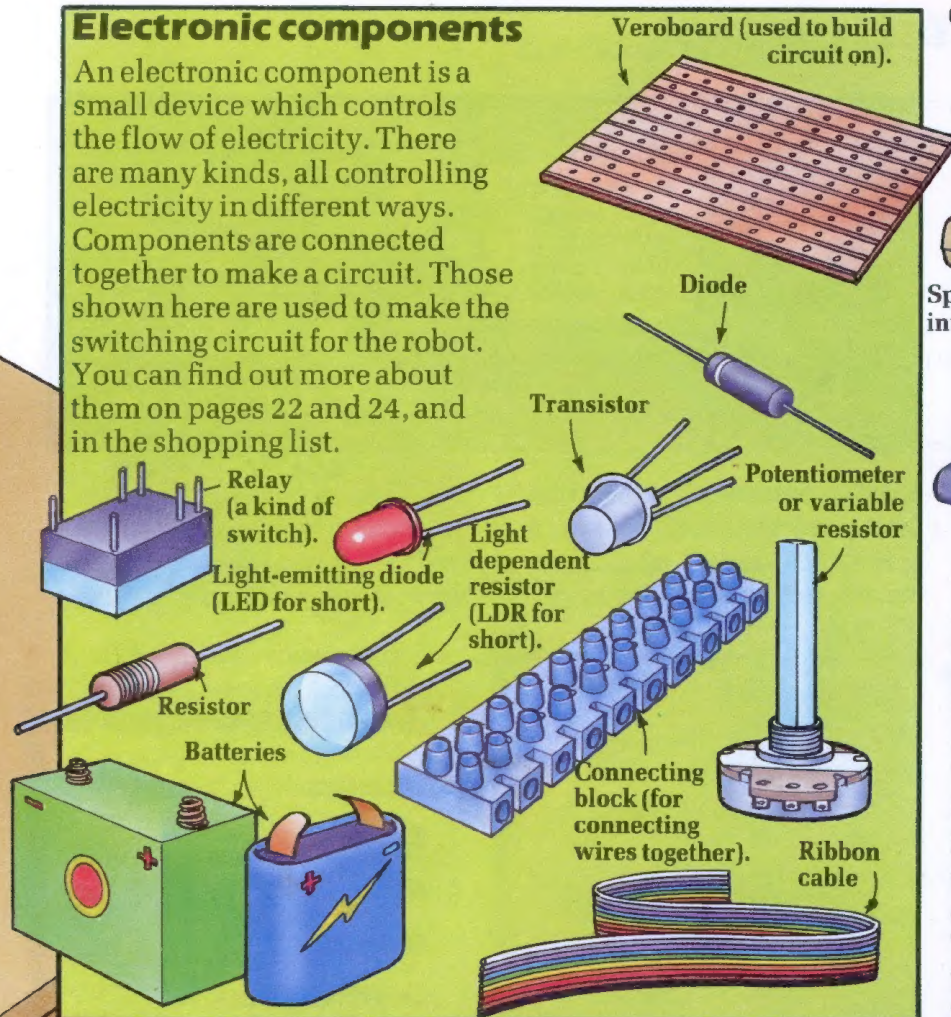 Electronic components
An electronic component is a
small device which controls
the flow of electricity. There
are many kinds, all controlling
electricity in different ways.
Components are connected
together to make a circuit. Those
shown here are used to make the
switching circuit for the robot.
You can find out more about
them on pages 22 and 24, and
in the shopping list.
Veroboard (used to build
circuit on).
Diode
Transistor
Potentiometer
or variable
resistor
Relay
(a kind of
switch).
Light-emitting diode
(LED for short).
Light
dependent
resistor
(LDR for
short).
Resistor
Batteries
Connecting
block (for
connecting
wires together).
Ribbon
cable